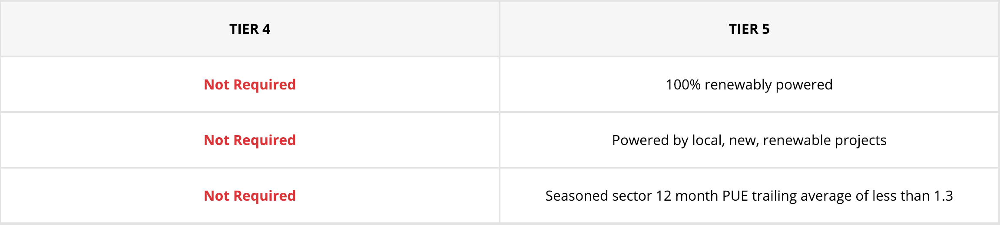 TIER 4
TIER 5
Not Required
100% renewably powered
Not Required
Powered by local, new, renewable projects
Not Required
Seasoned sector 12 month PUE trailing average of less than 1.3